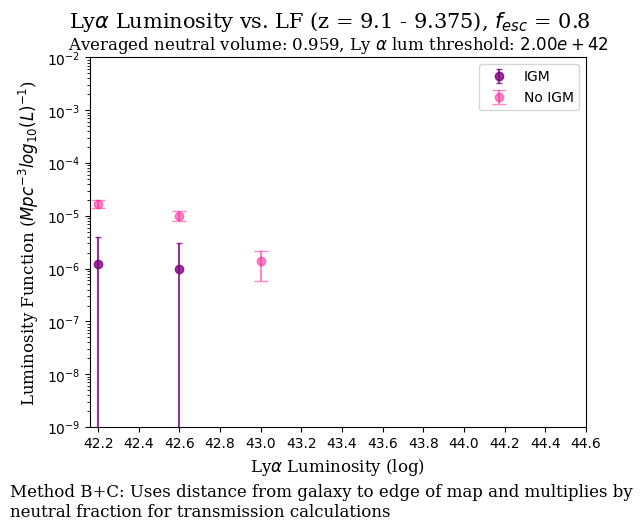 Lyα Luminosity vs. LF (z = 9.1 - 9.375), f_esc = 0.8
Averaged neutral volume: 0.959, Ly α lum threshold: 2.00e + 42
Luminosity Function (Mpc⁻³log₁₀(L)⁻¹)
10⁻²
10⁻³
10⁻⁴
10⁻⁵
10⁻⁶
10⁻⁷
10⁻⁸
10⁻⁹
IGM
No IGM
42.2 42.4 42.6 42.8 43.0 43.2 43.4 43.6 43.8 44.0 44.2 44.4 44.6
Lyα Luminosity (log)
Method B+C: Uses distance from galaxy to edge of map and multiplies by
neutral fraction for transmission calculations